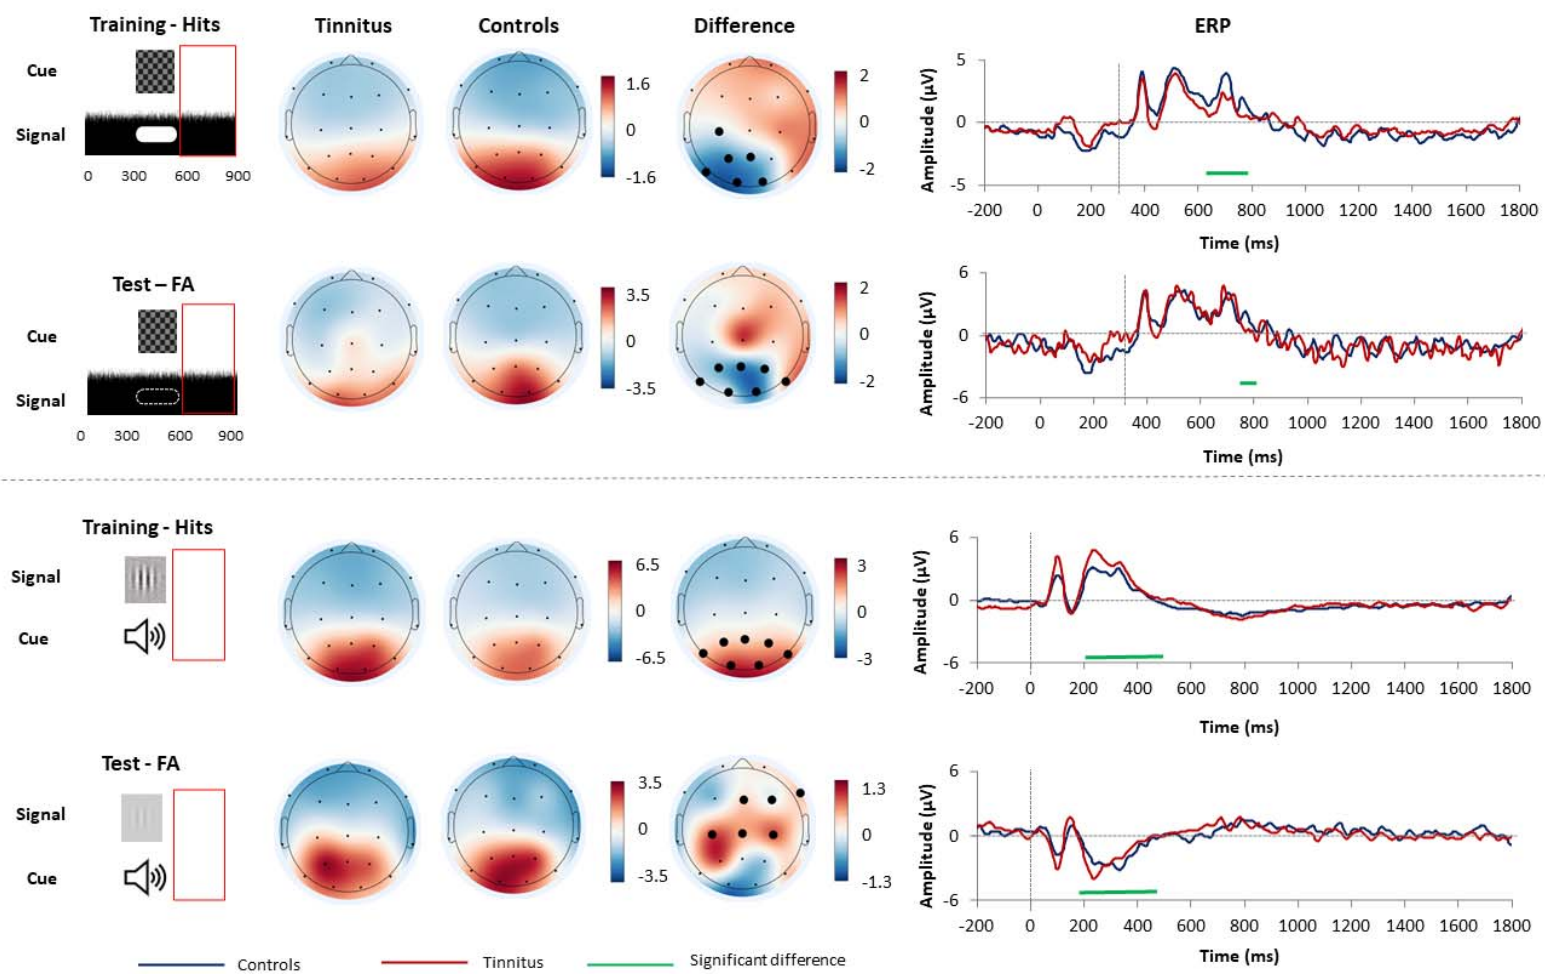 Training - Hits Tinnitus Controls Difference ERP
Cue
Signal
0 300 600 900
1.6
0
-1.6
2
0
-2
Amplitude (µV)
5
0
-5
-200 0 200 400 600 800 1000 1200 1400 1600 1800
Time (ms)
Test – FA
Cue
Signal
0 300 600 900
3.5
0
-3.5
2
0
-2
Amplitude (µV)
6
0
-6
-200 0 200 400 600 800 1000 1200 1400 1600 1800
Time (ms)
Training - Hits
Signal
Cue
6.5
0
-6.5
3
0
-3
Amplitude (µV)
6
0
-6
-200 0 200 400 600 800 1000 1200 1400 1600 1800
Time (ms)
Test - FA
Signal
Cue
3.5
0
-3.5
1.3
0
-1.3
Amplitude (µV)
6
0
-6
-200 0 200 400 600 800 1000 1200 1400 1600 1800
Time (ms)
Controls Tinnitus Significant difference